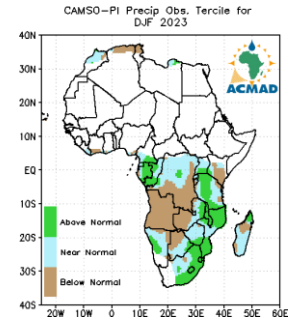 CAMSO-PI Precip Obs. Tercile for
DJF 2023
40N
30N
20N
10N
EQ
10S
20S
30S
40S
ACMAD
Above Normal
Near Normal
Below Normal
20W 10W 0 10E 20E 30E 40E 50E 60E